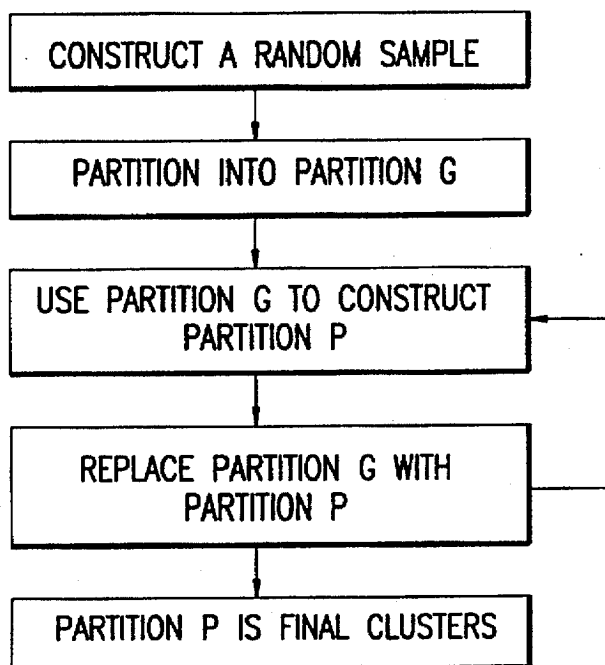 CONSTRUCT A RANDOM SAMPLE
PARTITION INTO PARTITION G
USE PARTITION G TO CONSTRUCT
PARTITION P
REPLACE PARTITION G WITH
PARTITION P
PARTITION P IS FINAL CLUSTERS